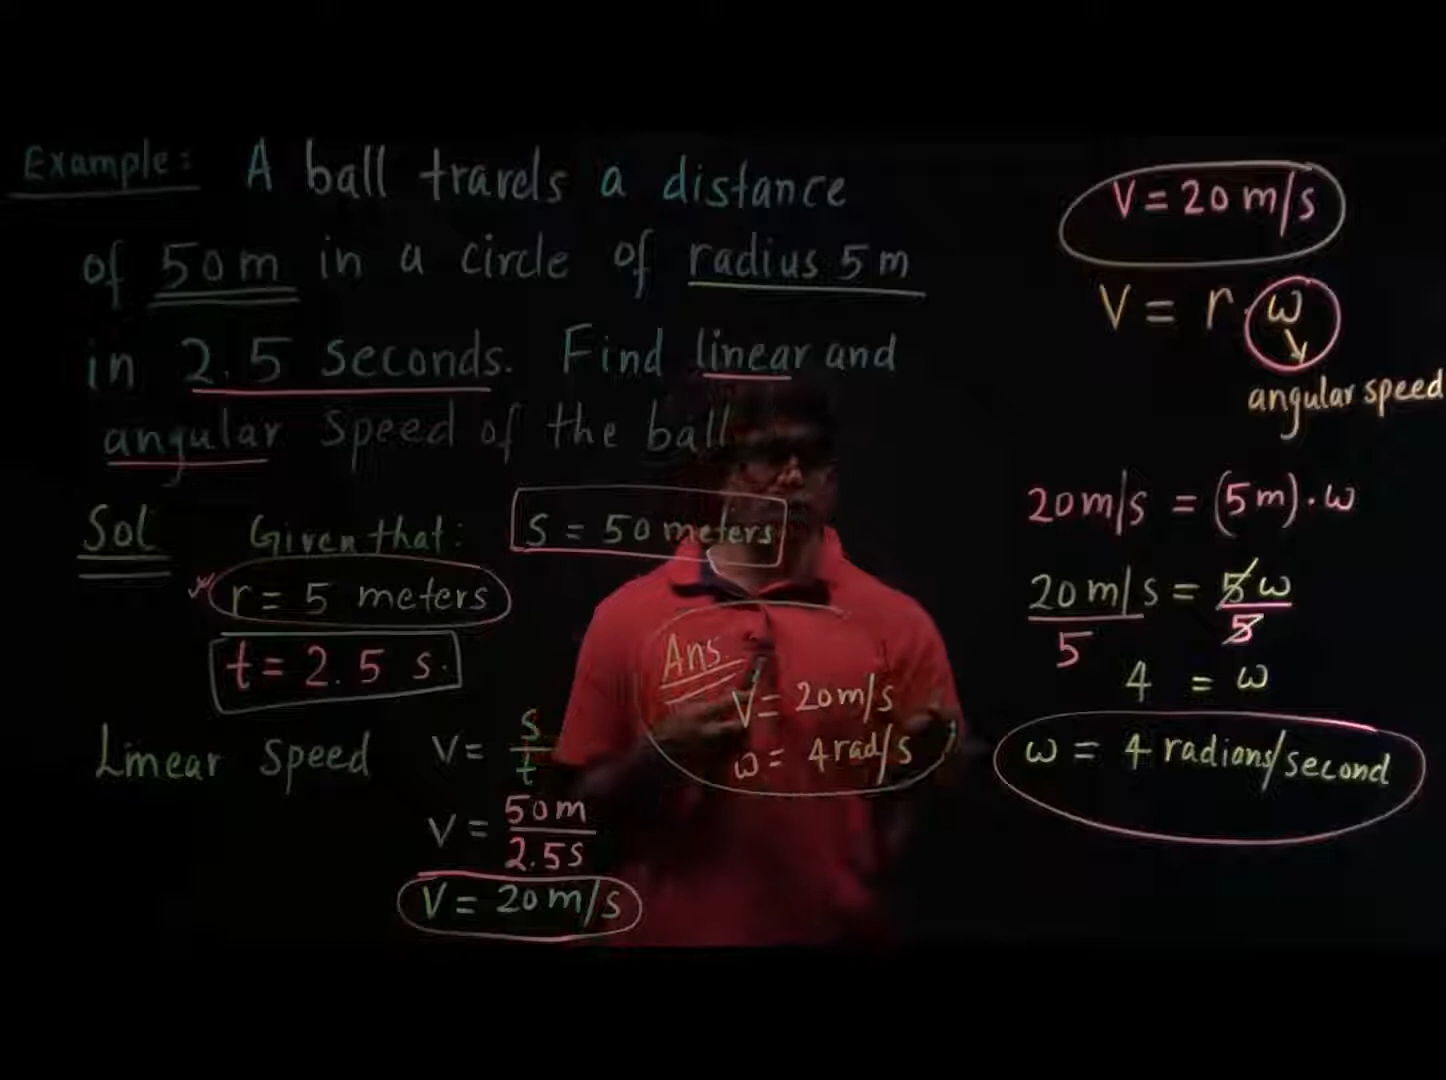 Example: A ball travels a distance
of 50m in a circle of radius 5m
in 2.5 seconds. Find linear and
angular speed of the ball
Sol Given that: S = 50 meters
r = 5 meters
t = 2.5 s.
Linear speed V = s/t
V = 50m/2.5s
V = 20m/s
Ans.
V = 20m/s
ω = 4rad/s
V = 20 m/s
V = r·ω
angular speed
20m/s = (5m).ω
20m/s/5 = 5ω/5
4 = ω
ω = 4 radians/second